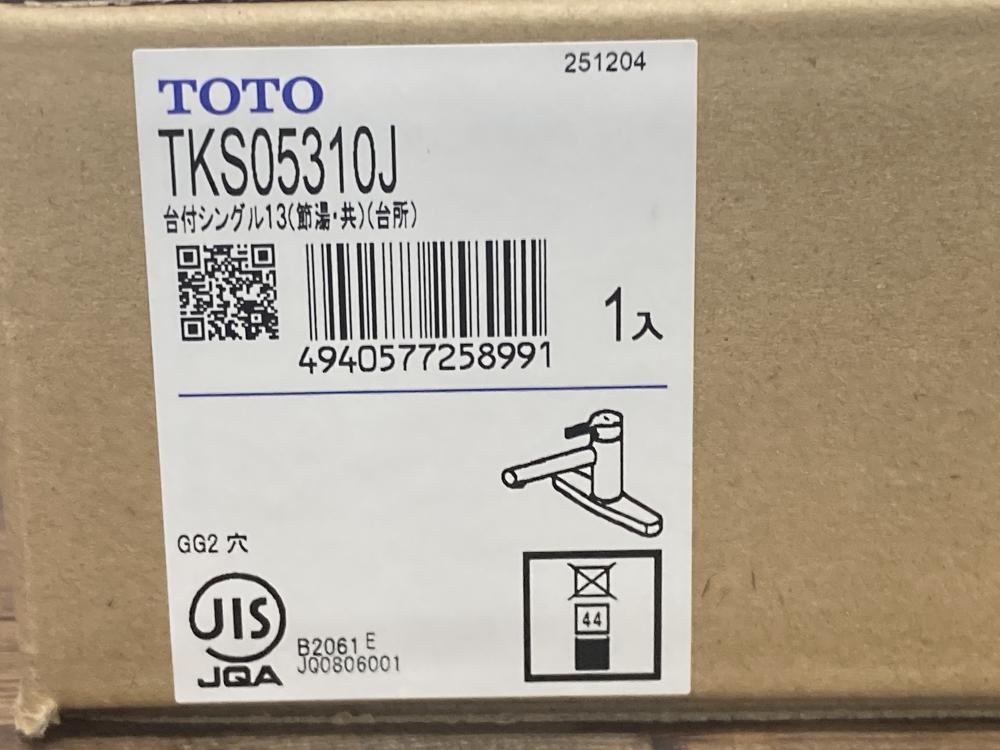 251204
TOTO
TKS05310J
台付シングル13(節湯・共)(台所)
1入
4940577258991
GG2 穴
JIS
JQA
B2061 E
JQ0806001
44